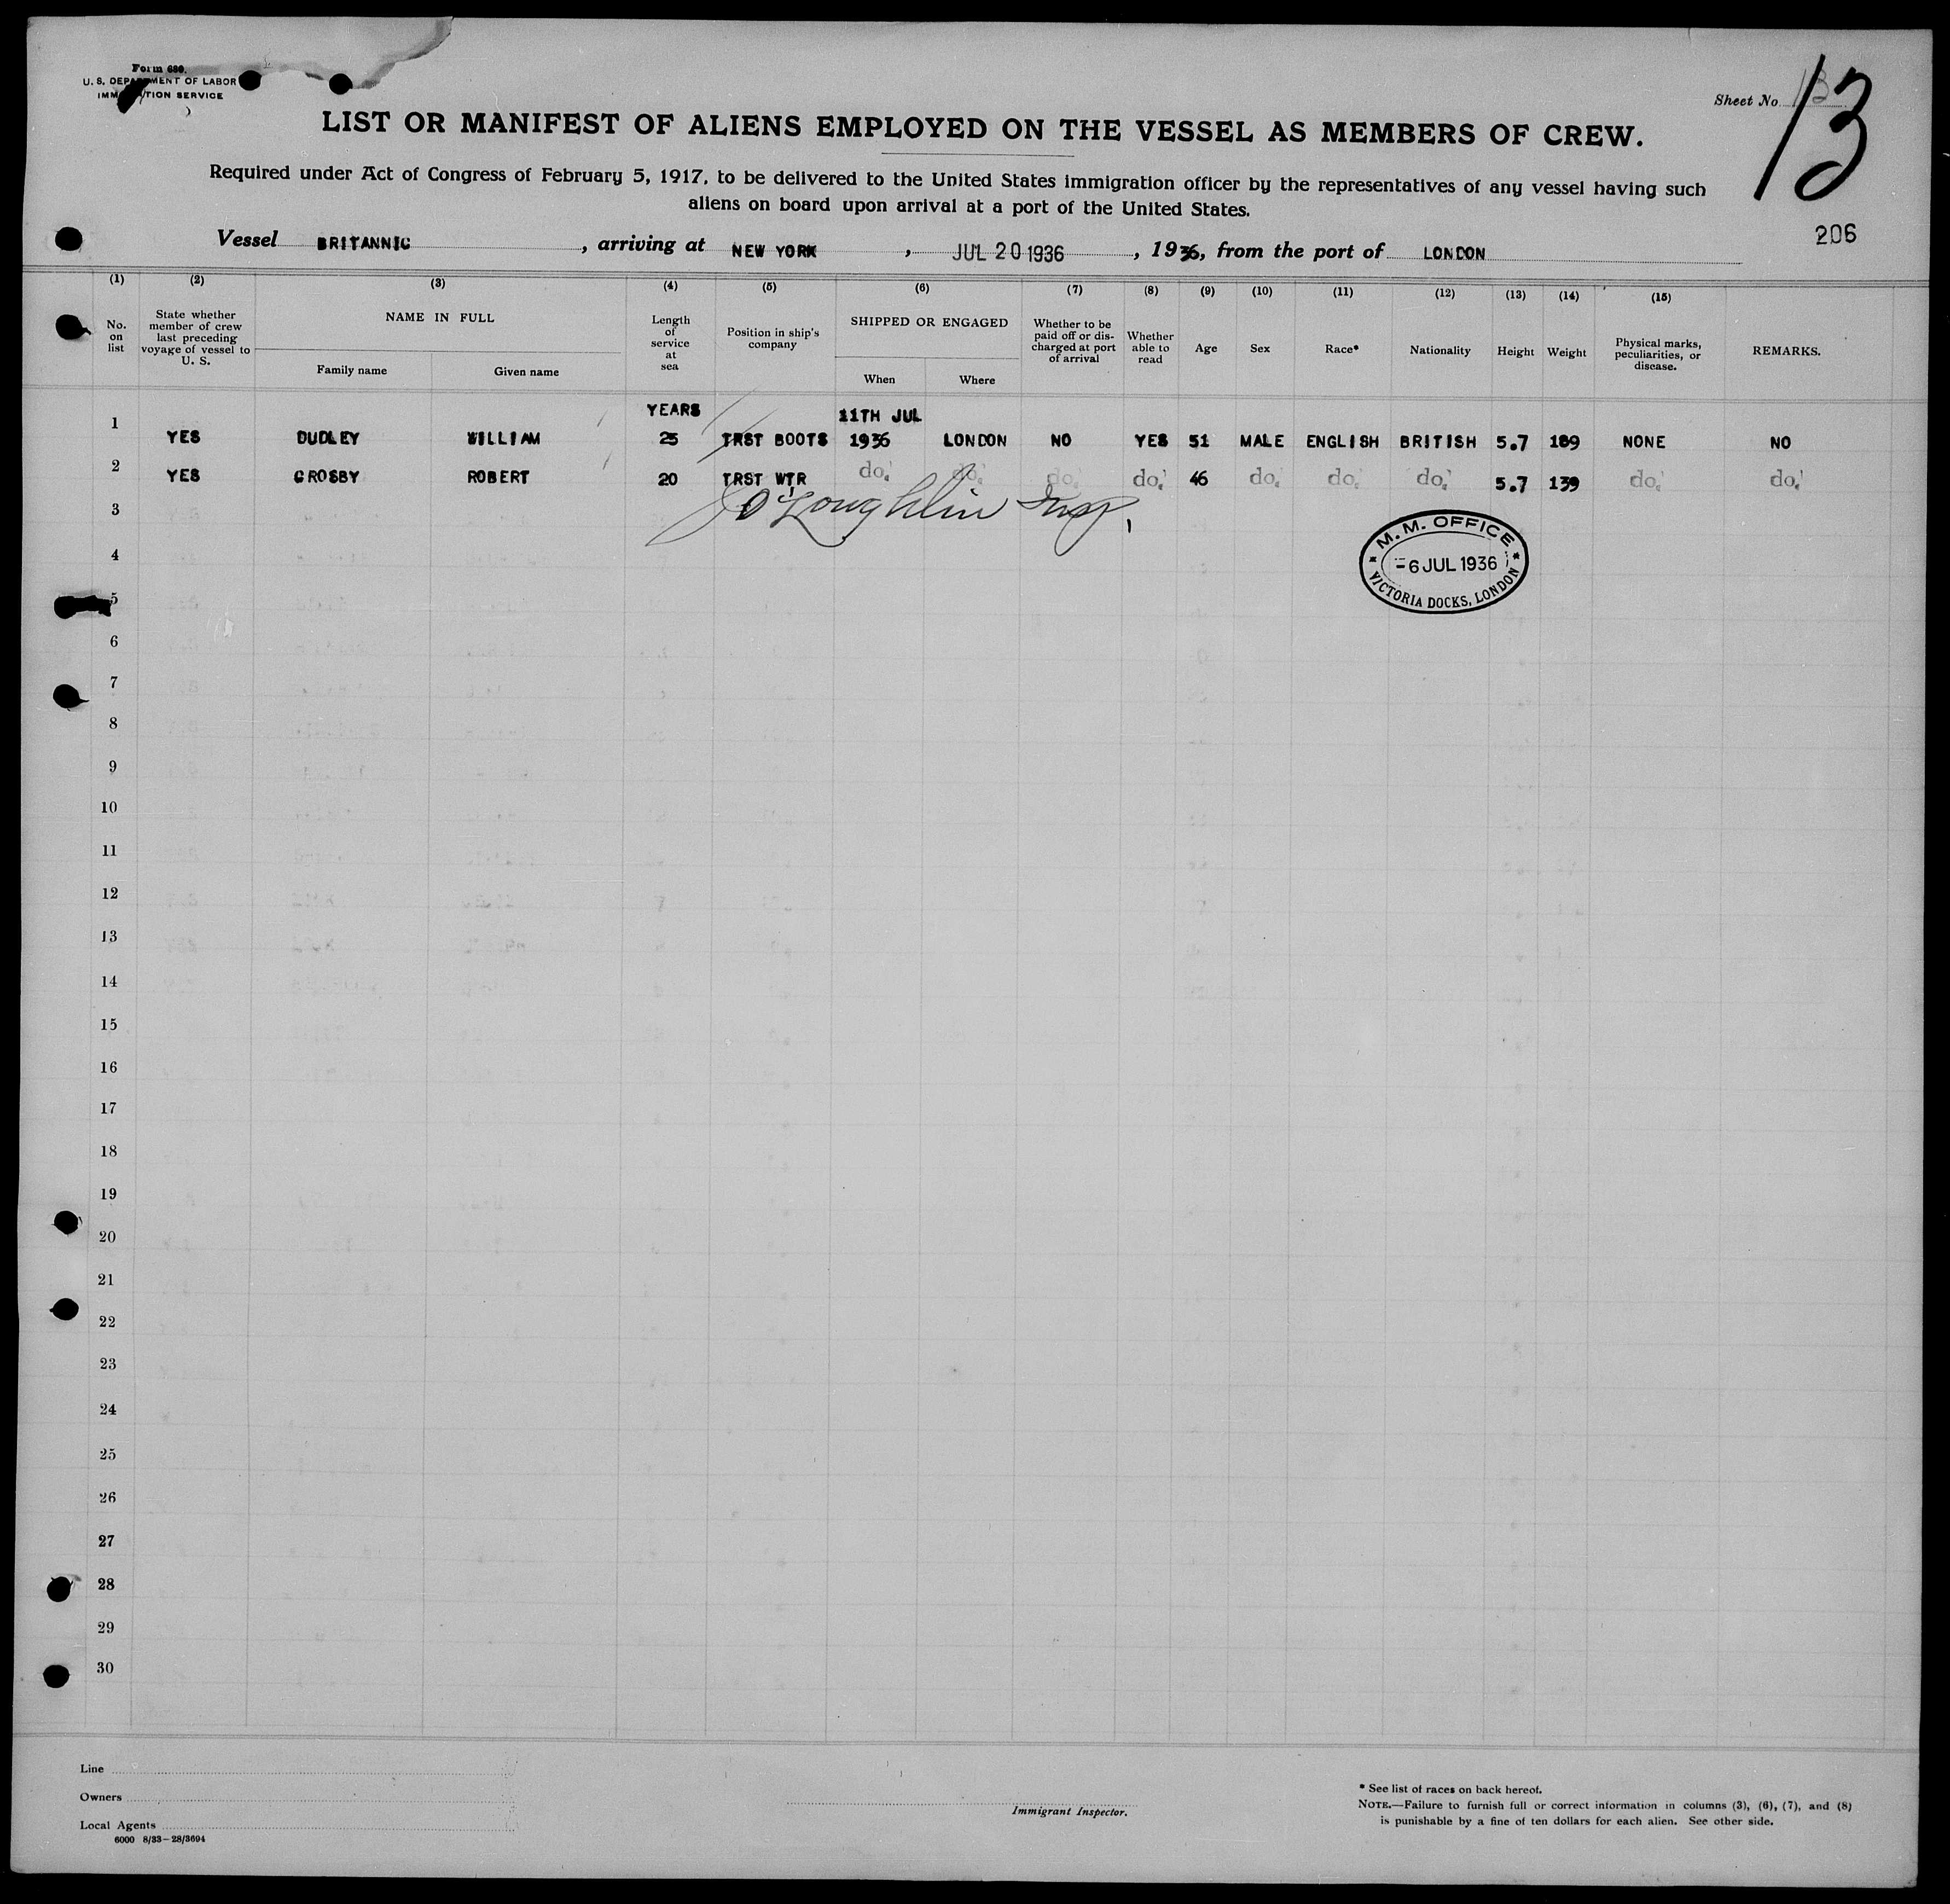 Form 680.
U. S. DEPARTMENT OF LABOR
IMMIGRATION SERVICE
Sheet No. 13
13
LIST OR MANIFEST OF ALIENS EMPLOYED ON THE VESSEL AS MEMBERS OF CREW.
Required under Act of Congress of February 5, 1917, to be delivered to the United States immigration officer by the representatives of any vessel having such
aliens on board upon arrival at a port of the United States.
206
Vessel BRITANNIC, arriving at NEW YORK, JUL 20 1936, 1936, from the port of LONDON
(1) (2) (3) (4) (5) (6) (7) (8) (9) (10) (11) (12) (13) (14) (15)
No. on list
State whether member of crew last preceding voyage of vessel to U. S.
NAME IN FULL
Family name
Given name
Length of service at sea
Position in ship's company
SHIPPED OR ENGAGED
When
Where
Whether to be paid off or discharged at port of arrival
Whether able to read
Age
Sex
Race*
Nationality
Height
Weight
Physical marks, peculiarities, or disease.
REMARKS.
YEARS 11TH JUL
1 YES DUDLEY WILLIAM 25 TRST BOOTS 1936 LONDON NO YES 51 MALE ENGLISH BRITISH 5.7 189 NONE NO
2 YES CROSBY ROBERT 20 TRST WTR do. do. do. do. 46 do. do. do. 5.7 139 do. do.
3
J O'Loughlin Insp.
M. M. OFFICE
-6 JUL 1936
VICTORIA DOCKS, LONDON
4
5
6
7
8
9
10
11
12
13
14
15
16
17
18
19
20
21
22
23
24
25
26
27
28
29
30
Line
Owners
Local Agents
6000 8/33-28/3694
Immigrant Inspector.
* See list of races on back hereof.
NOTE.—Failure to furnish full or correct information in columns (3), (6), (7), and (8)
is punishable by a fine of ten dollars for each alien. See other side.